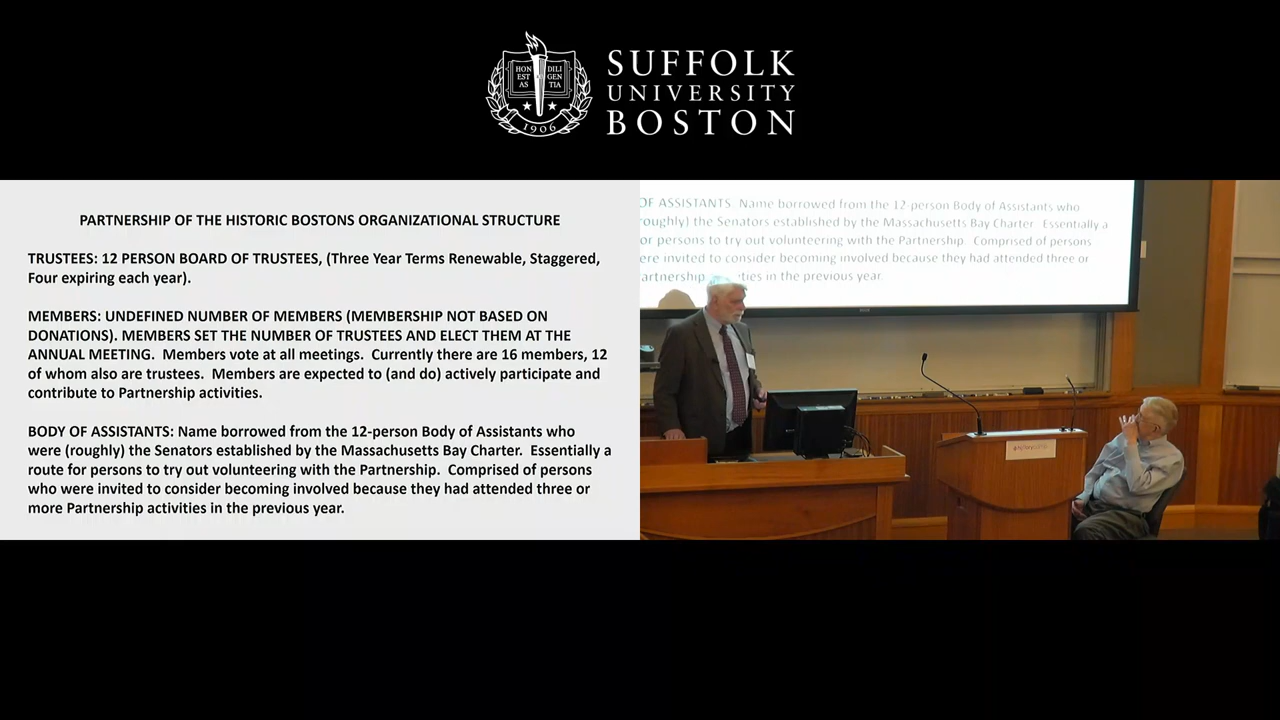 HON
EST
AS
DILI
GEN
TIA
1906
SUFFOLK
UNIVERSITY
BOSTON
PARTNERSHIP OF THE HISTORIC BOSTONS ORGANIZATIONAL STRUCTURE
TRUSTEES: 12 PERSON BOARD OF TRUSTEES, (Three Year Terms Renewable, Staggered,
Four expiring each year).
MEMBERS: UNDEFINED NUMBER OF MEMBERS (MEMBERSHIP NOT BASED ON
DONATIONS). MEMBERS SET THE NUMBER OF TRUSTEES AND ELECT THEM AT THE
ANNUAL MEETING. Members vote at all meetings. Currently there are 16 members, 12
of whom also are trustees. Members are expected to (and do) actively participate and
contribute to Partnership activities.
BODY OF ASSISTANTS: Name borrowed from the 12-person Body of Assistants who
were (roughly) the Senators established by the Massachusetts Bay Charter. Essentially a
route for persons to try out volunteering with the Partnership. Comprised of persons
who were invited to consider becoming involved because they had attended three or
more Partnership activities in the previous year.
OF ASSISTANTS Name borrowed from the 12-person Body of Assistants who
roughly) the Senators established by the Massachusetts Bay Charter Essentially a
or persons to try out volunteering with the Partnership Comprised of persons
ere invited to consider becoming involved because they had attended three or
artnership ties in the previous year.